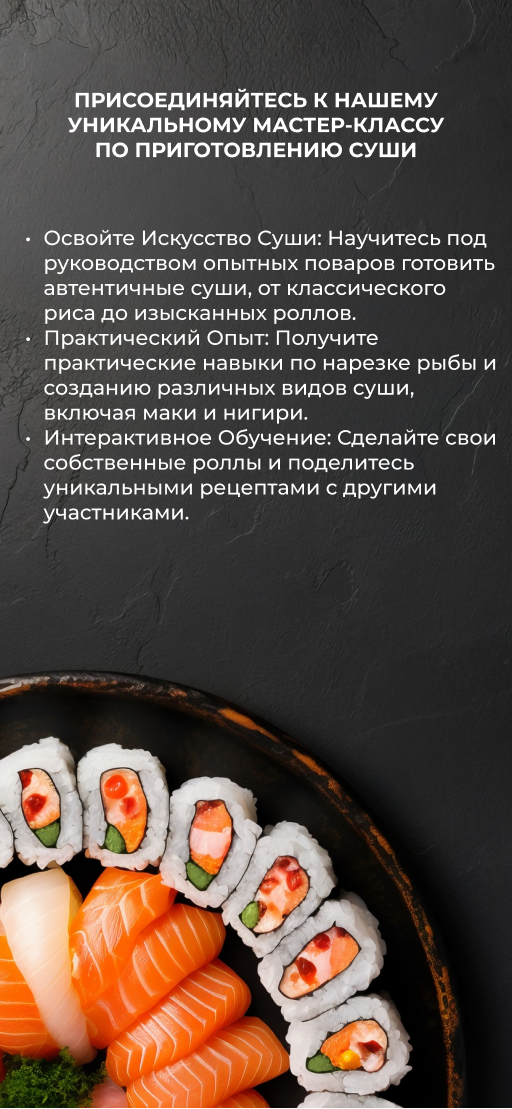 ПРИСОЕДИНЯЙТЕСЬ К НАШЕМУ
УНИКАЛЬНОМУ МАСТЕР-КЛАССУ
ПО ПРИГОТОВЛЕНИЮ СУШИ
• Освойте Искусство Суши: Научитесь под
руководством опытных поваров готовить
автентичные суши, от классического
риса до изысканных роллов.
• Практический Опыт: Получите
практические навыки по нарезке рыбы и
созданию различных видов суши,
включая маки и нигири.
• Интерактивное Обучение: Сделайте свои
собственные роллы и поделитесь
уникальными рецептами с другими
участниками.